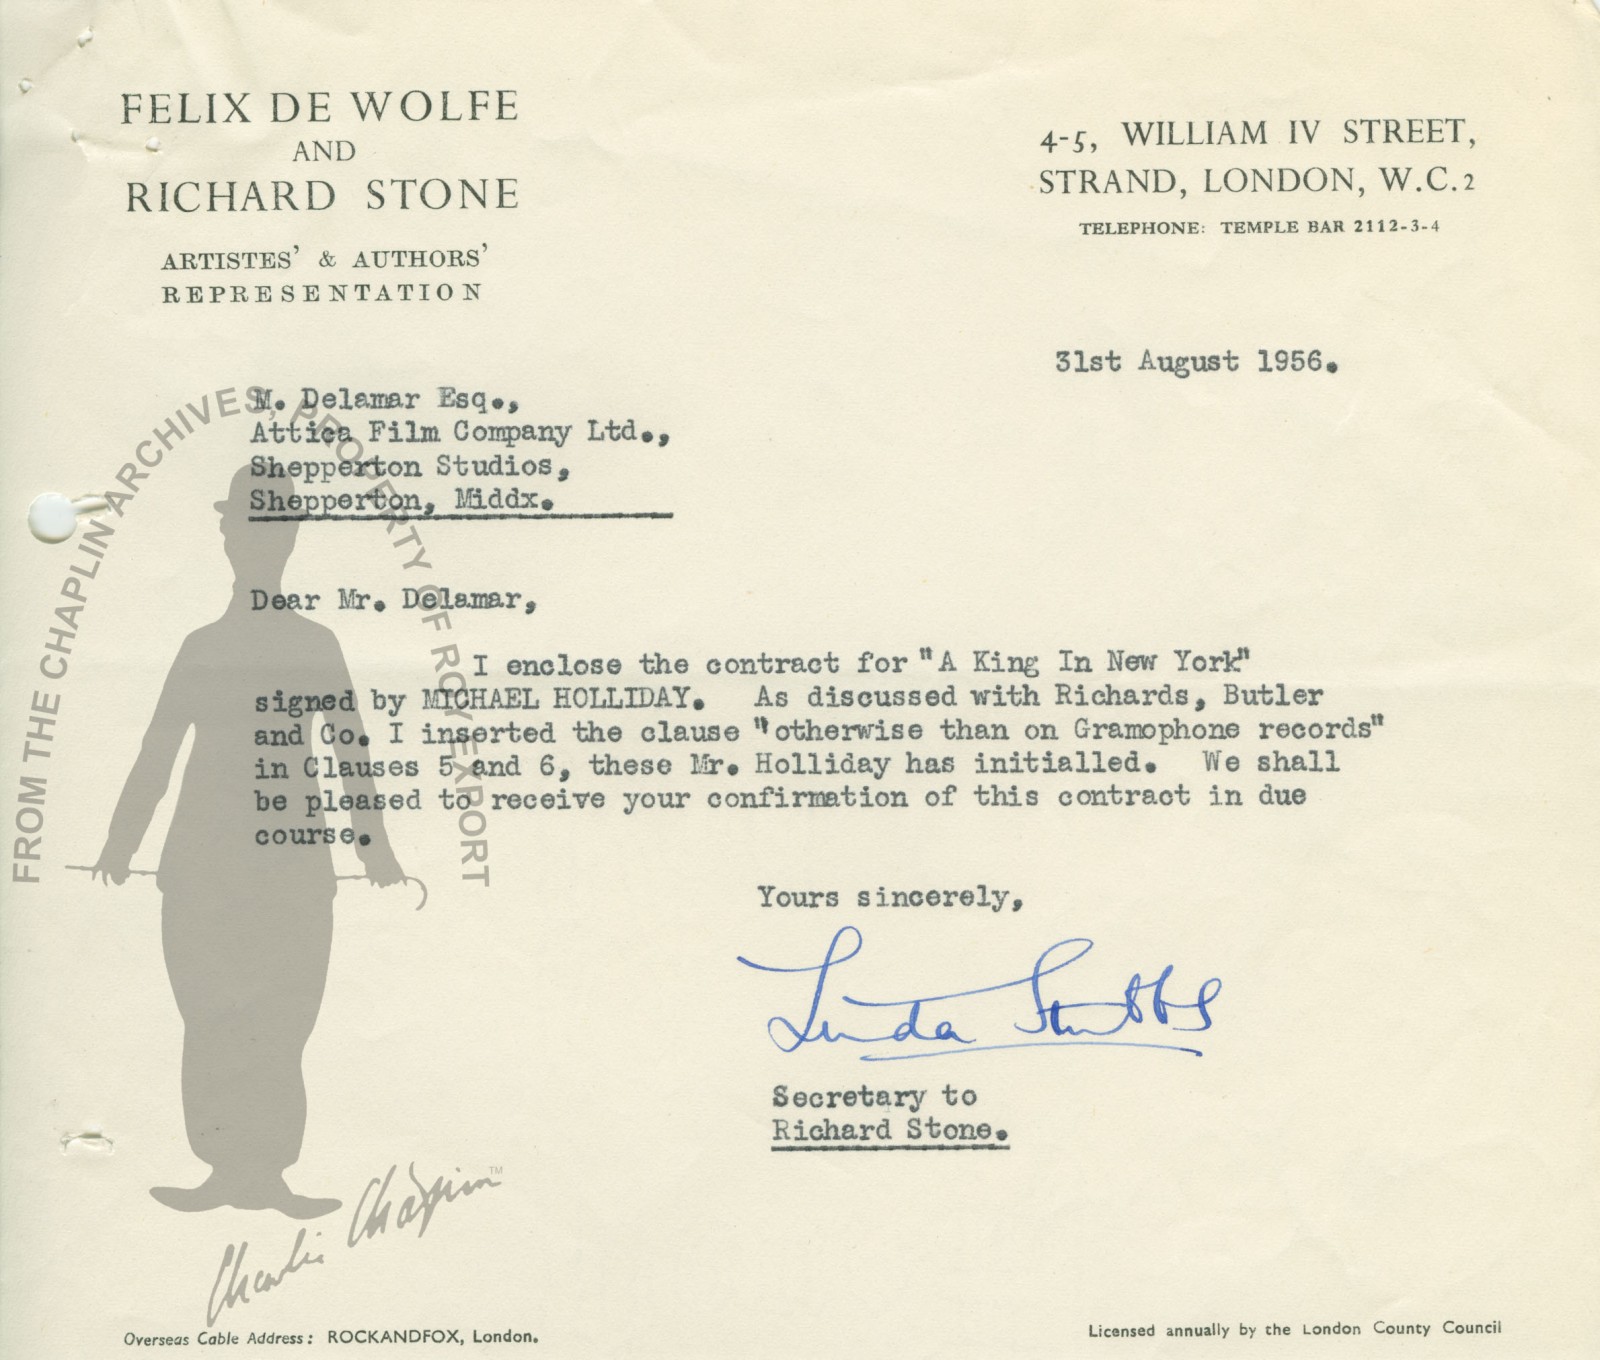 FELIX DE WOLFE
AND
RICHARD STONE
ARTISTES' & AUTHORS'
REPRESENTATION
4-5, WILLIAM IV STREET,
STRAND, LONDON, W.C.2
TELEPHONE: TEMPLE BAR 2112-3-4
31st August 1956.
M. Delamar Esq.,
Attica Film Company Ltd.,
Shepperton Studios,
Shepperton, Middx.
Dear Mr. Delamar,
I enclose the contract for "A King In New York"
signed by MICHAEL HOLLIDAY. As discussed with Richards, Butler
and Co. I inserted the clause "otherwise than on Gramophone records"
in Clauses 5 and 6, these Mr. Holliday has initialled. We shall
be pleased to receive your confirmation of this contract in due
course.
Yours sincerely,
Linda Stubbs
Secretary to
Richard Stone.
Overseas Cable Address: ROCKANDFOX, London.
Licensed annually by the London County Council
FROM THE CHAPLIN ARCHIVES, PROPERTY OF ROY EXPORT
Charlie Chaplin™